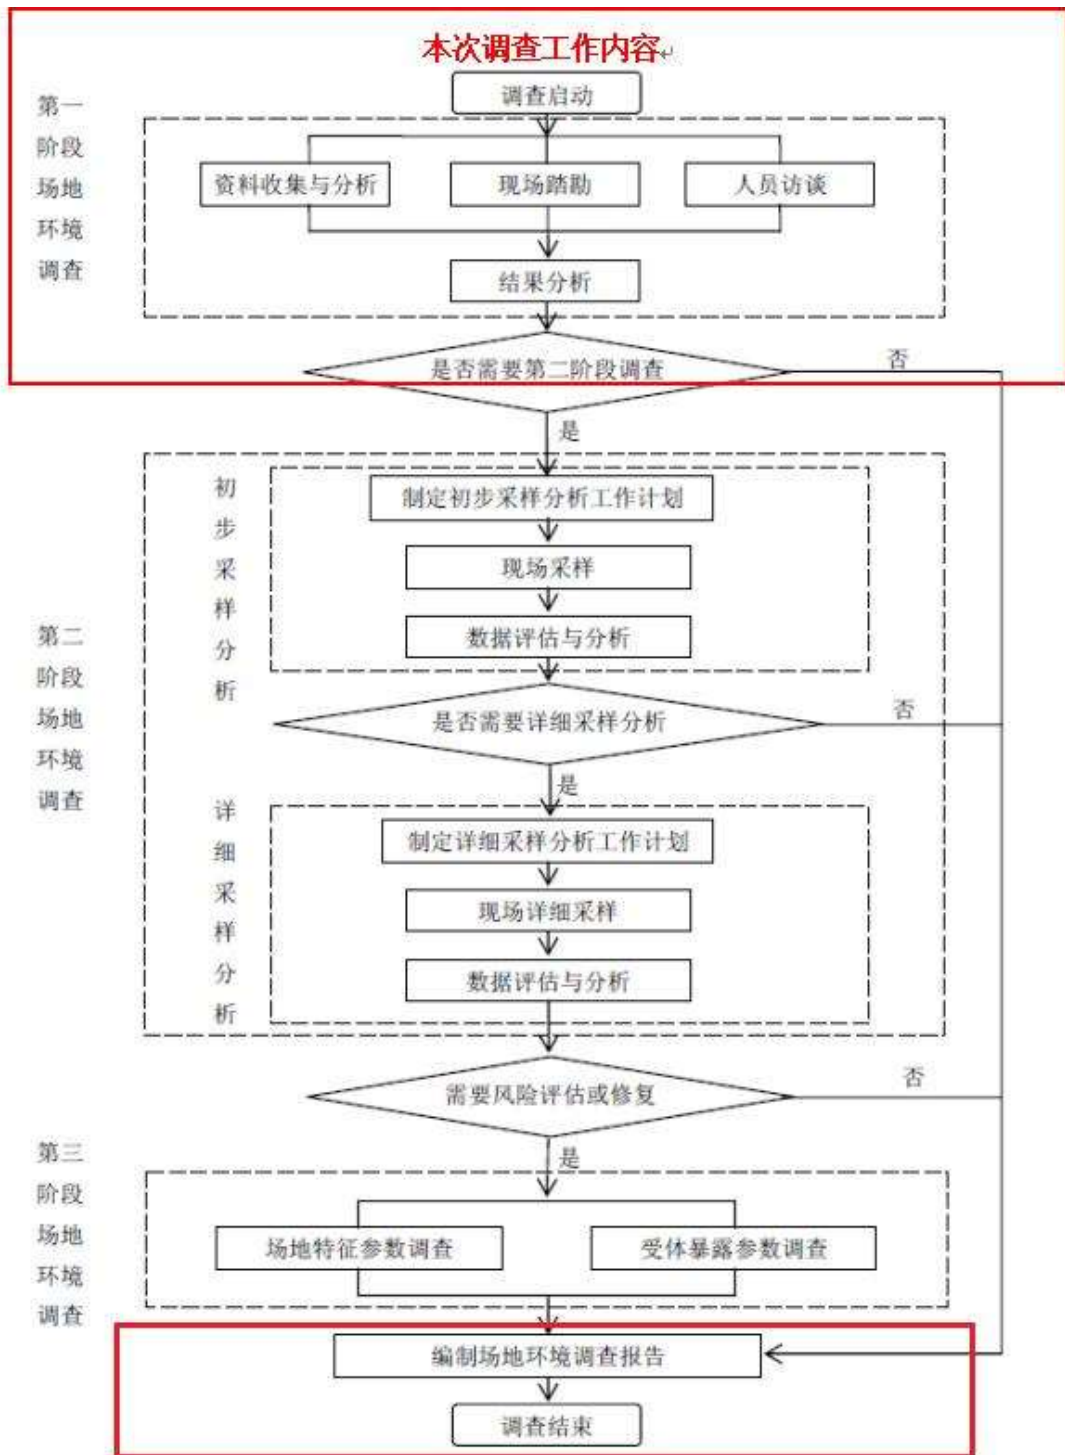 本次调查工作内容
调查启动
第一
阶段
场地
环境
调查
资料收集与分析
现场踏勘
人员访谈
结果分析
是否需要第二阶段调查
否
是
第二
阶段
场地
环境
调查
初
步
采
样
分
析
制定初步采样分析工作计划
现场采样
数据评估与分析
是否需要详细采样分析
否
是
详
细
采
样
分
析
制定详细采样分析工作计划
现场详细采样
数据评估与分析
需要风险评估或修复
否
是
第三
阶段
场地
环境
调查
场地特征参数调查
受体暴露参数调查
编制场地环境调查报告
调查结束